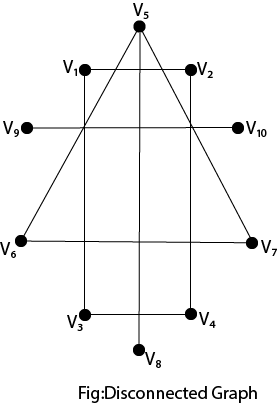 V5
V1
V2
V9
V10
V6
V7
V3
V4
V8
Fig:Disconnected Graph